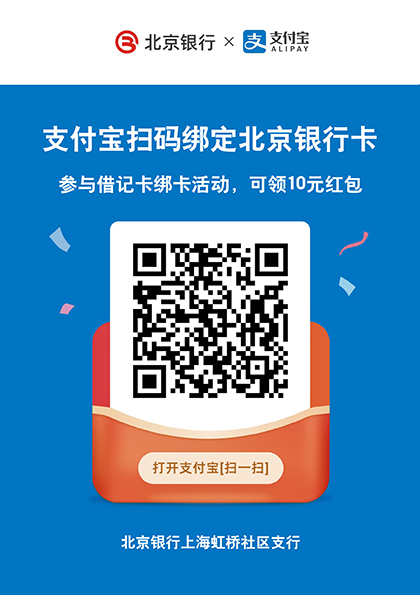 北京银行 × 支 支付宝
ALIPAY
支付宝扫码绑定北京银行卡
参与借记卡绑卡活动，可领10元红包
打开支付宝[扫一扫]
北京银行上海虹桥社区支行